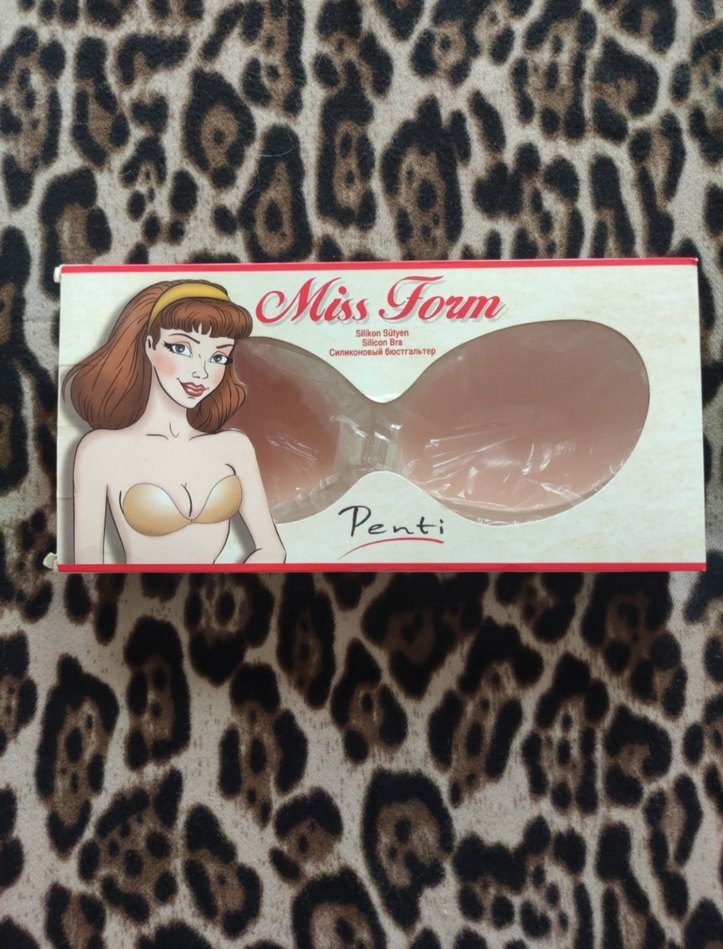 Miss Form
Silikon Sütyen
Silicon Bra
Силиконовый бюстгальтер
Penti